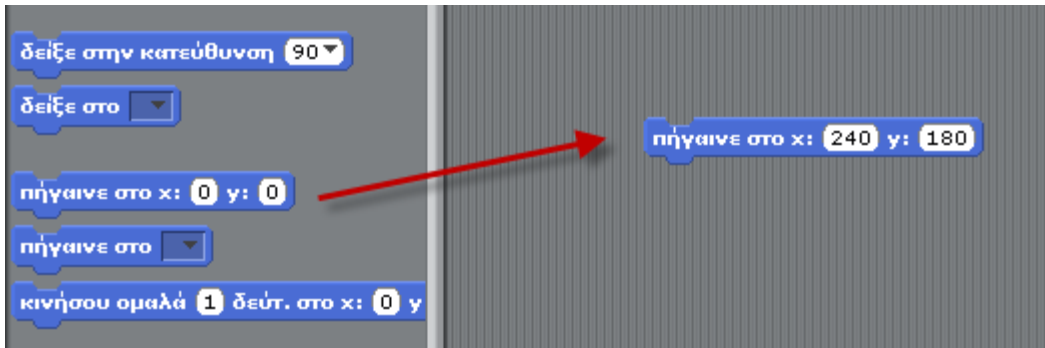 δείξε στην κατεύθυνση 90
δείξε στο
πήγαινε στο x: 0 y: 0
πήγαινε στο x: 240 y: 180
πήγαινε στο
κινήσου ομαλά 1 δεύτ. στο x: 0 y